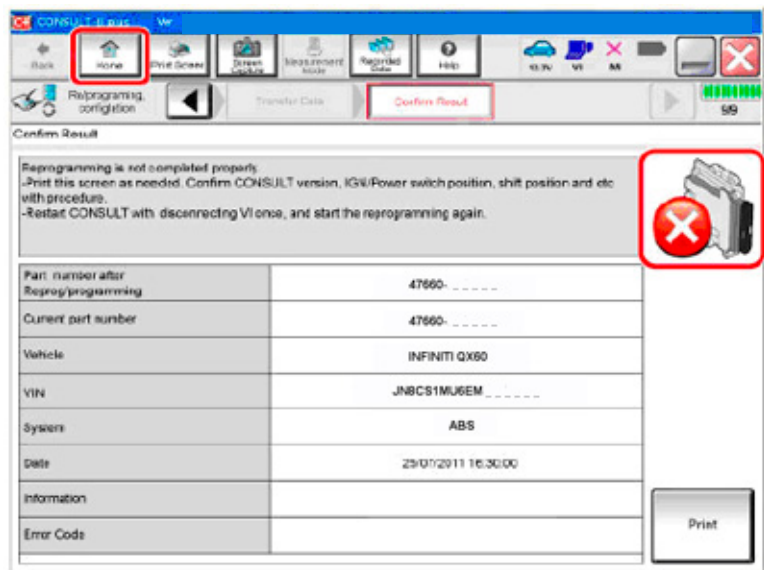 CONSULT-III plus Ver
Back
Home
Print Screen
Screen Capture
Measurement Mode
Recorded Data
Help
VI
MI
Re/programing, configlation
Transfer Data
Confirm Result
9/9
Confirm Result
Reprogramming is not completed properly.
-Print this screen as needed. Confirm CONSULT version, IGN/Power switch position, shift position and etc
with procedure.
-Restart CONSULT with disconnecting VI once, and start the reprogramming again.
Part number after
Reprog/programming
47660- _ _ _ _ _
Current part number
47660- _ _ _ _ _
Vehicle
INFINITI QX60
VIN
JN8CS1MU6EM _ _ _ _ _ _
System
ABS
Date
25/07/2011 16:30:00
Information
Error Code
Print